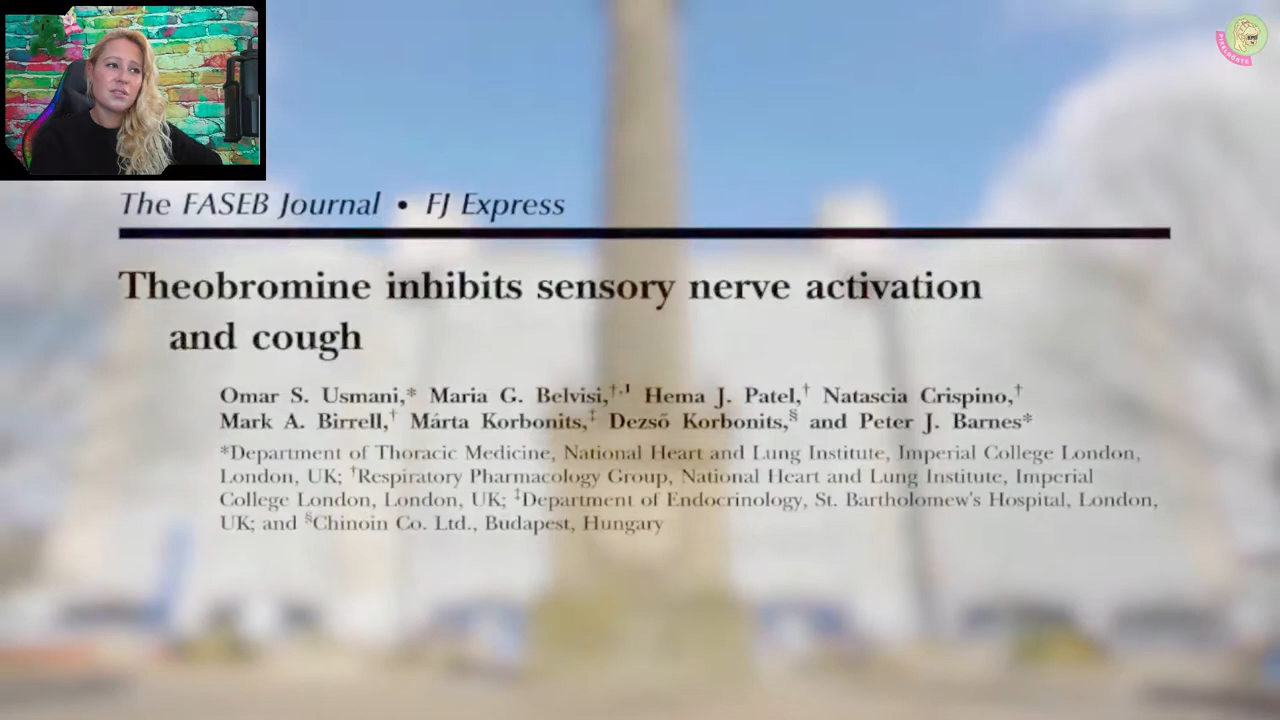 The FASEB Journal • FJ Express
Theobromine inhibits sensory nerve activation
and cough
Omar S. Usmani,* Maria G. Belvisi,†,1 Hema J. Patel,† Natascia Crispino,†
Mark A. Birrell,† Márta Korbonits,‡ Dezső Korbonits,§ and Peter J. Barnes*
*Department of Thoracic Medicine, National Heart and Lung Institute, Imperial College London,
London, UK; †Respiratory Pharmacology Group, National Heart and Lung Institute, Imperial
College London, London, UK; ‡Department of Endocrinology, St. Bartholomew's Hospital, London,
UK; and §Chinoin Co. Ltd., Budapest, Hungary